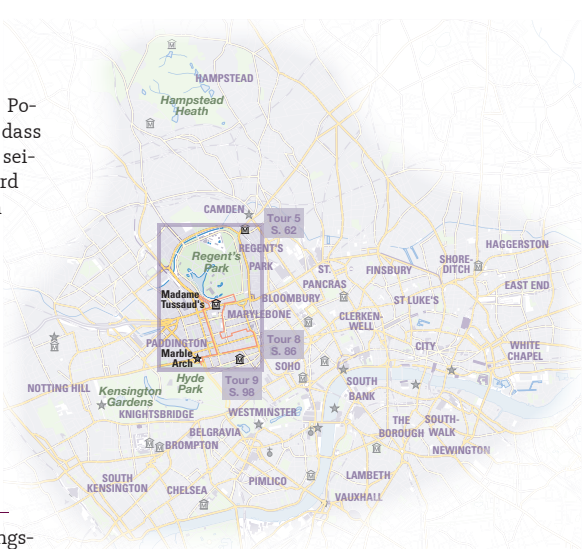 Po-
dass
sei-
rd
HAMPSTEAD
Hampstead
Heath
CAMDEN
Tour 5
S. 62
REGENT'S
PARK
Regent's
Park
HAGGERSTON
SHORE-
DITCH
ST.
PANCRAS
FINSBURY
EAST END
Madame
Tussaud's
BLOOMBURY
ST LUKE'S
MARYLEBONE
CLERKEN-
WELL
PADDINGTON
Tour 8
S. 86
CITY
WHITE
CHAPEL
Marble
Arch
SOHO
Hyde
Park
Tour 9
S. 98
SOUTH
BANK
NOTTING HILL
Kensington
Gardens
KNIGHTSBRIDGE
WESTMINSTER
THE
BOROUGH
SOUTH-
WALK
BELGRAVIA
BROMPTON
NEWINGTON
SOUTH
KENSINGTON
CHELSEA
PIMLICO
LAMBETH
VAUXHALL
ngs-